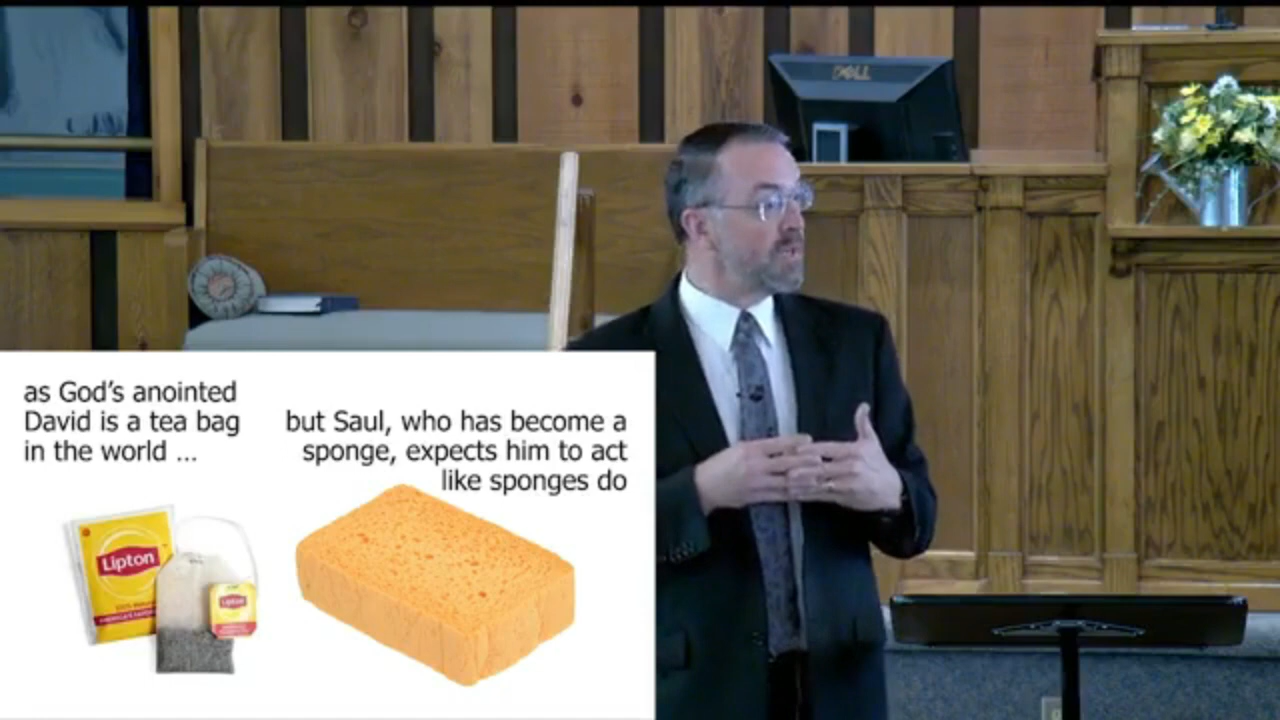 DELL
as God's anointed
David is a tea bag
in the world ...
but Saul, who has become a
sponge, expects him to act
like sponges do
Lipton
Lipton